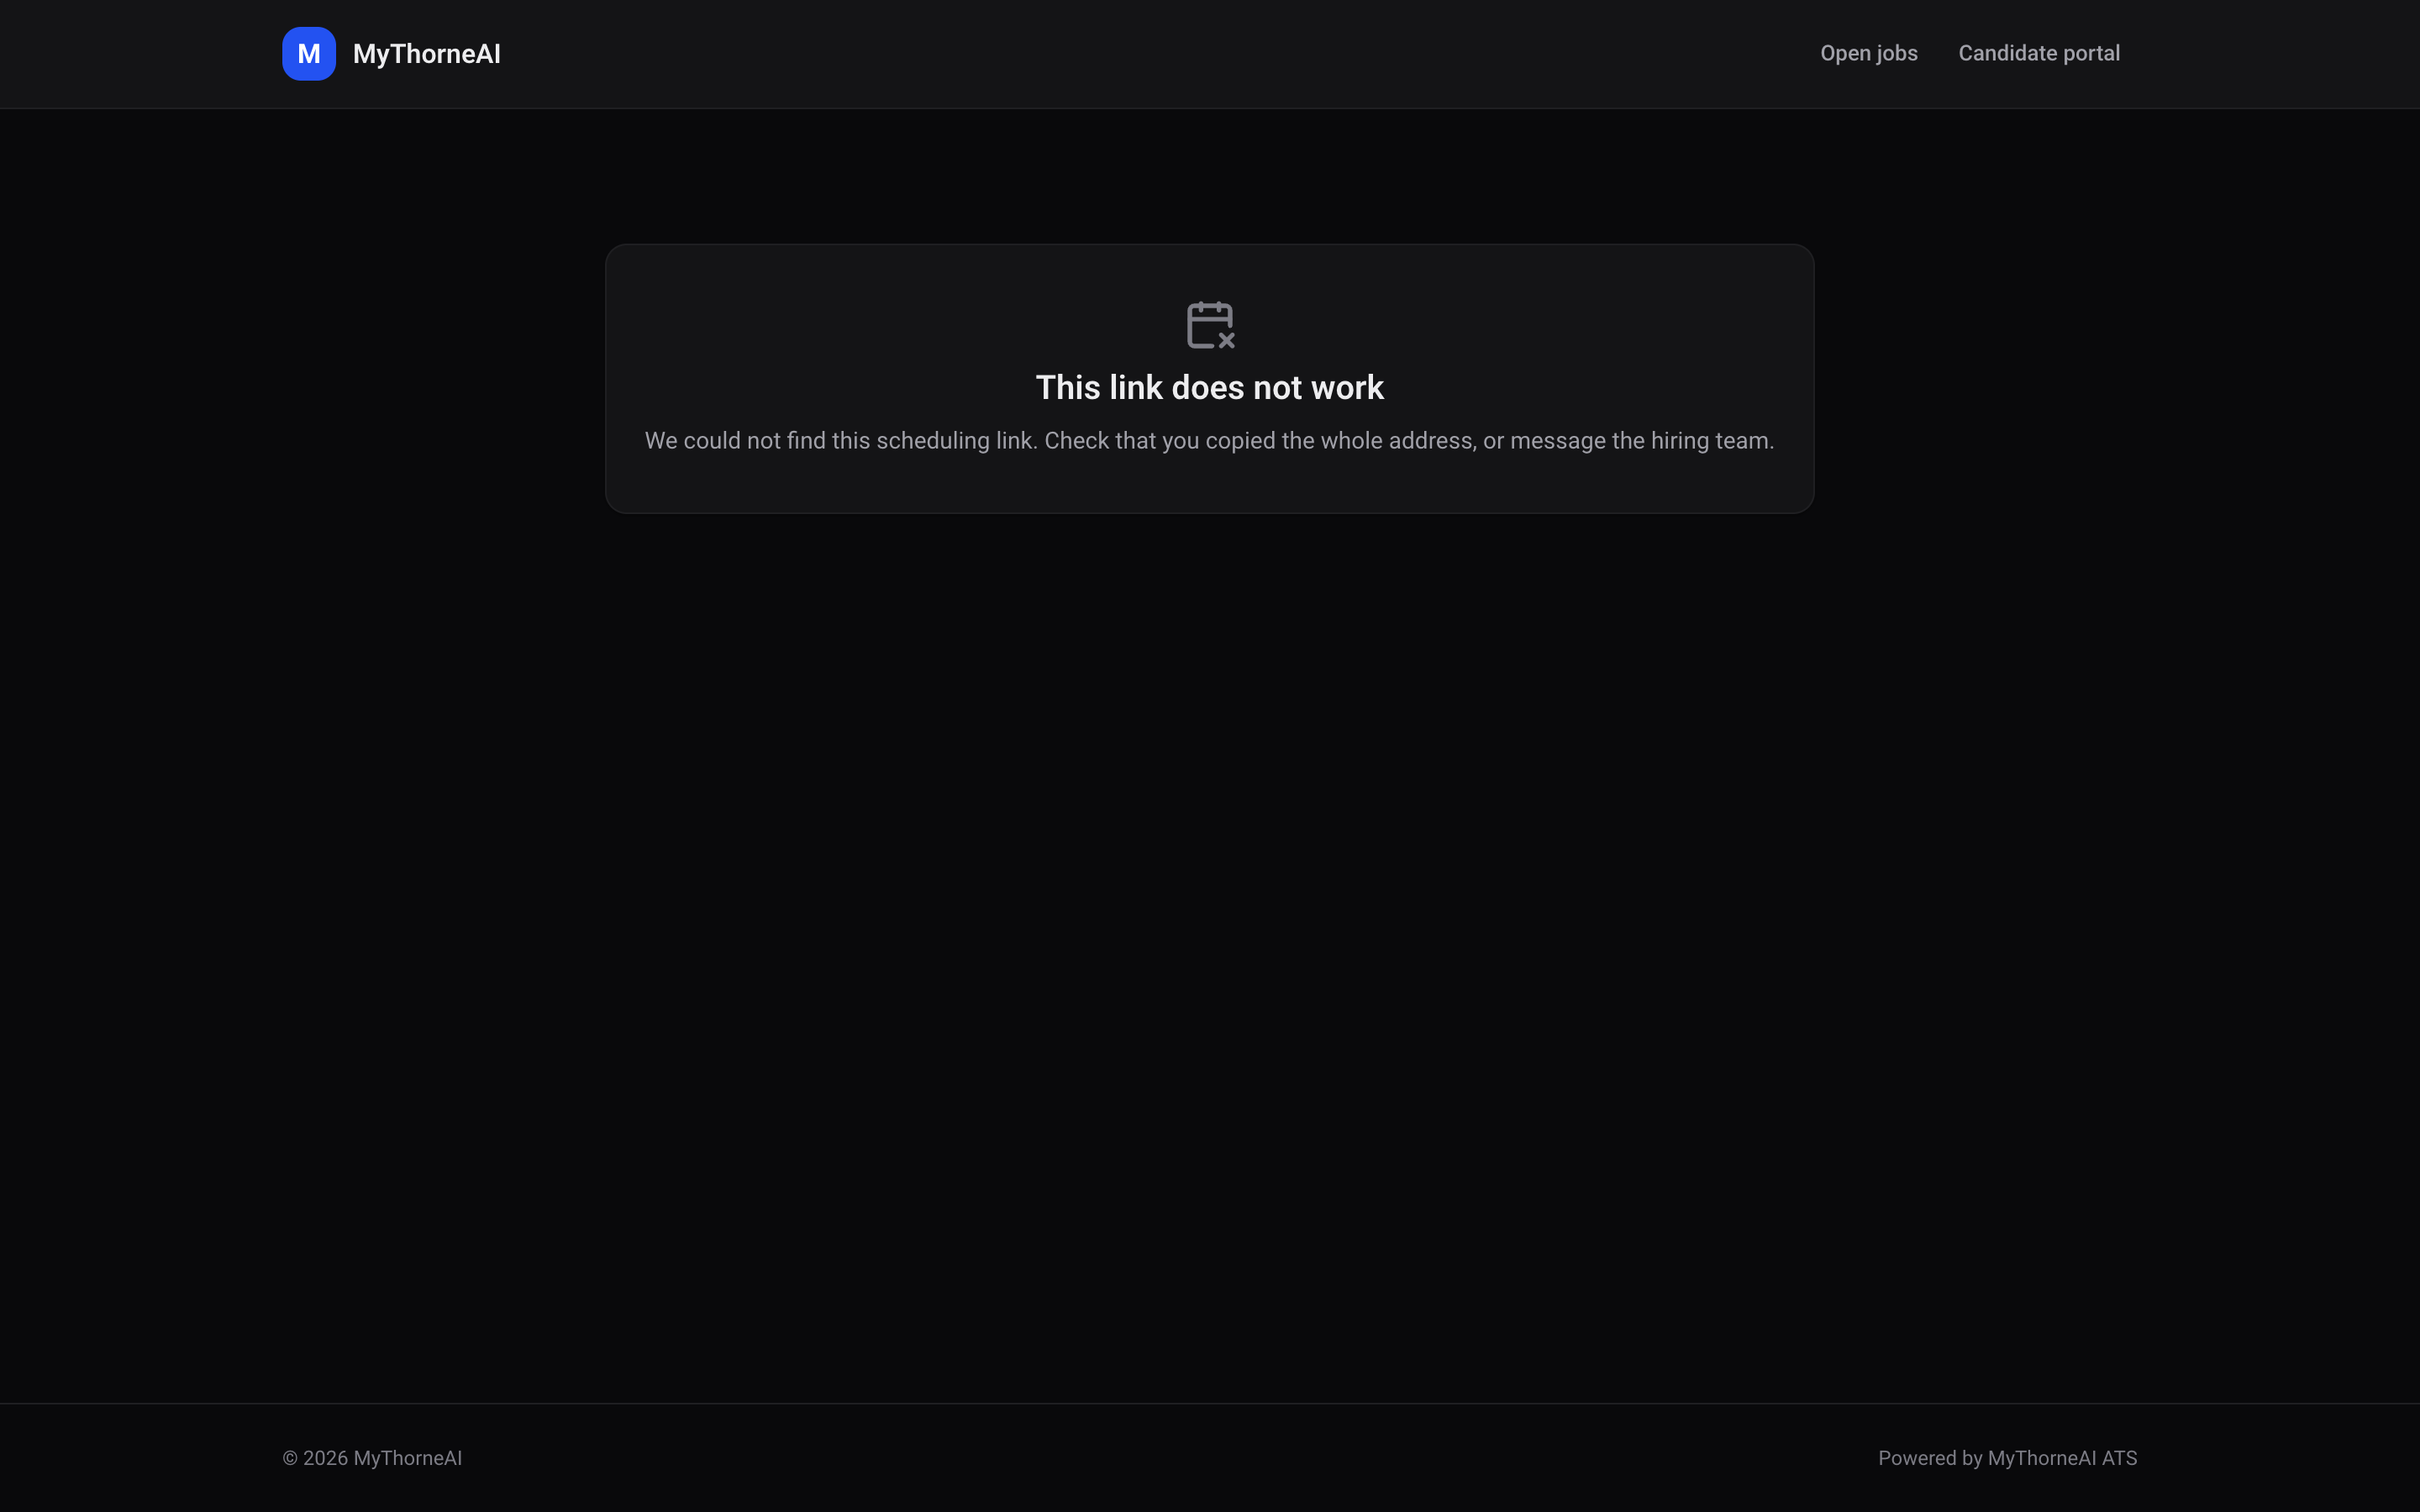 M MyThorneAI
Open jobs Candidate portal
This link does not work
We could not find this scheduling link. Check that you copied the whole address, or message the hiring team.
© 2026 MyThorneAI
Powered by MyThorneAI ATS